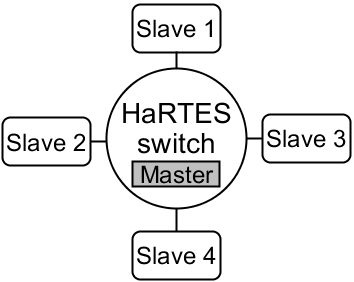 Slave 1
HaRTES
switch
Slave 2
Slave 3
Master
Slave 4